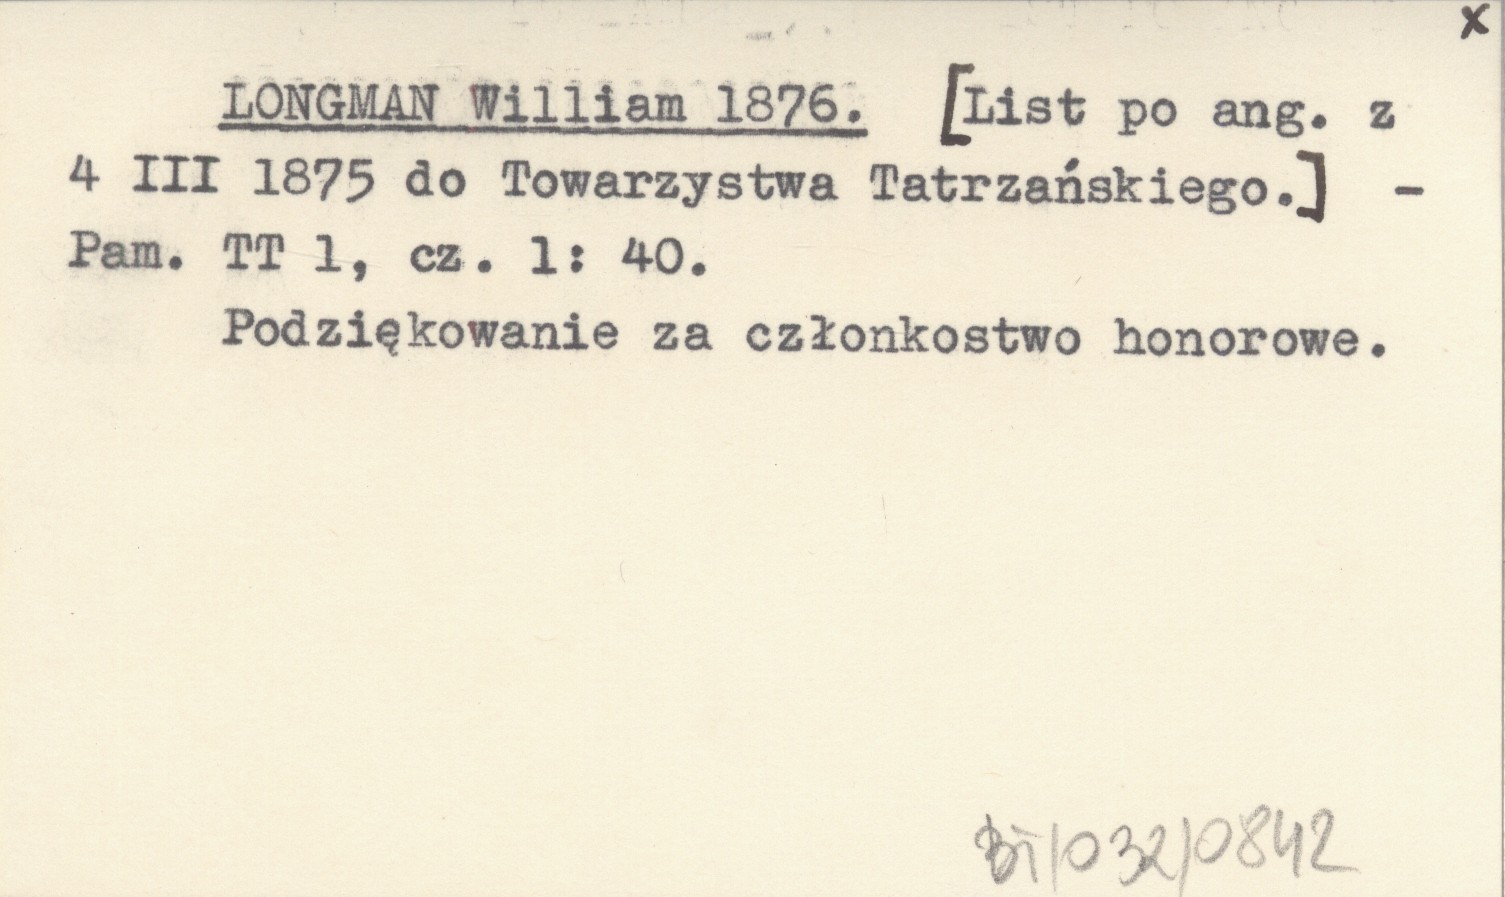 x
LONGMAN William 1876. [List po ang. z
4 III 1875 do Towarzystwa Tatrzańskiego.] -
Pam. TT 1, cz. 1: 40.
Podziękowanie za członkostwo honorowe.
BT/032/0842